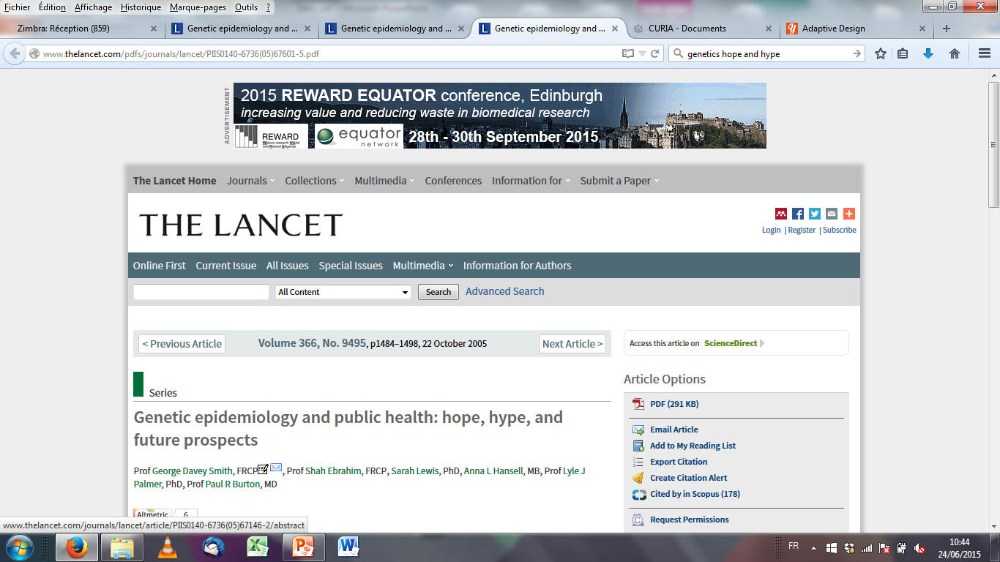 Fichier Édition Affichage Historique Marque-pages Outils ?
Zimbra: Réception (859) Genetic epidemiology and ... Genetic epidemiology and ... Genetic epidemiology and ... CURIA - Documents Adaptive Design
www.thelancet.com/pdfs/journals/lancet/PIIS0140-6736(05)67601-5.pdf genetics hope and hype
ADVERTISEMENT
2015 REWARD EQUATOR conference, Edinburgh
increasing value and reducing waste in biomedical research
REWARD equator network 28th - 30th September 2015
REduce research WAste and Reward Diligence
The Lancet Home Journals Collections Multimedia Conferences Information for Submit a Paper
THE LANCET
Login | Register | Subscribe
Online First Current Issue All Issues Special Issues Multimedia Information for Authors
All Content Search Advanced Search
< Previous Article Volume 366, No. 9495, p1484–1498, 22 October 2005 Next Article >
Access this article on ScienceDirect
Series
Genetic epidemiology and public health: hope, hype, and
future prospects
Prof George Davey Smith, FRCP, Prof Shah Ebrahim, FRCP, Sarah Lewis, PhD, Anna L Hansell, MB, Prof Lyle J
Palmer, PhD, Prof Paul R Burton, MD
Altmetric 6
Article Options
PDF (291 KB)
Email Article
Add to My Reading List
Export Citation
Create Citation Alert
Cited by in Scopus (178)
Request Permissions
www.thelancet.com/journals/lancet/article/PIIS0140-6736(05)67146-2/abstract
FR 10:44
24/06/2015